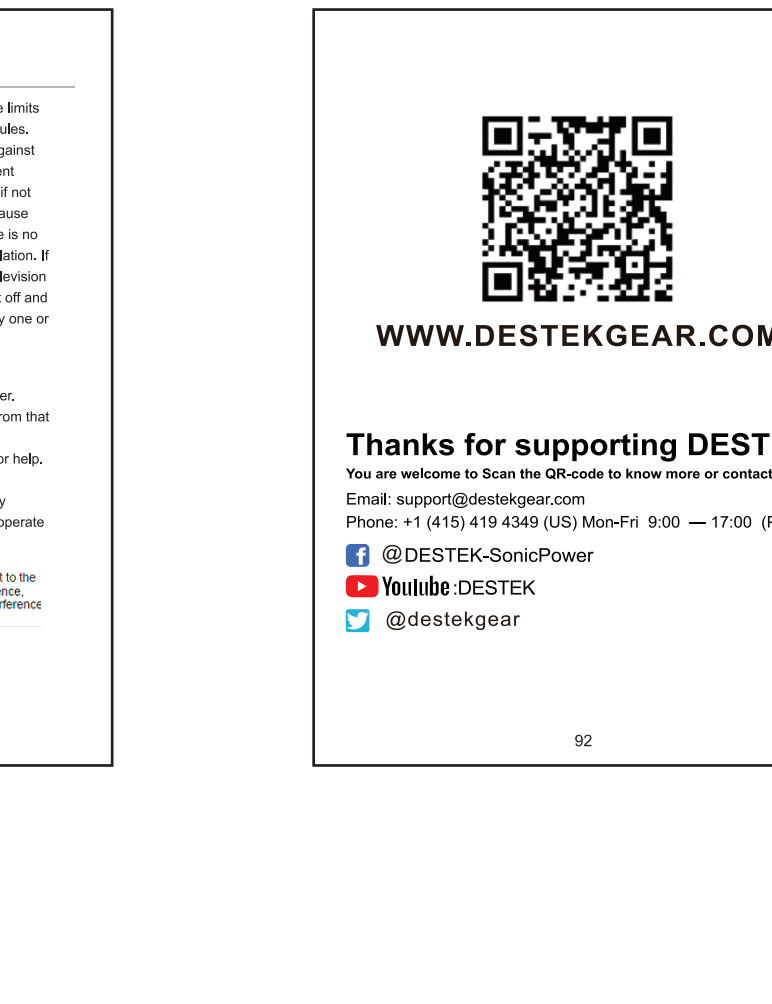 e limits
ules.
gainst
ent
if not
ause
e is no
lation. If
levision
t off and
y one or
er.
rom that
or help.
y
operate
t to the
ence,
rference
WWW.DESTEKGEAR.COM
Thanks for supporting DEST
You are welcome to Scan the QR-code to know more or contact
Email: support@destekgear.com
Phone: +1 (415) 419 4349 (US) Mon-Fri 9:00 — 17:00 (P
@DESTEK-SonicPower
YouTube:DESTEK
@destekgear
92